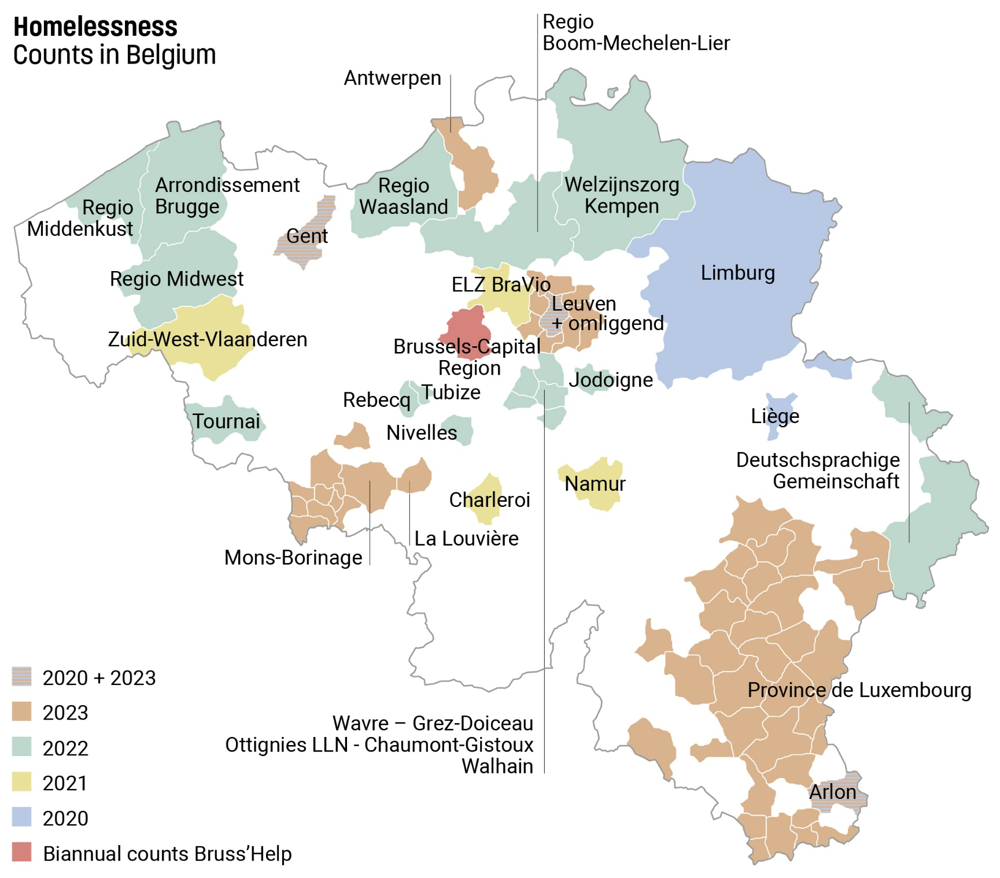 Homelessness
Counts in Belgium
Regio
Boom-Mechelen-Lier
Antwerpen
Arrondissement
Brugge
Regio
Middenkust
Gent
Regio
Waasland
Welzijnszorg
Kempen
Regio Midwest
Limburg
ELZ BraVio
Leuven
+ omliggend
Zuid-West-Vlaanderen
Brussels-Capital
Region
Jodoigne
Tubize
Rebecq
Tournai
Nivelles
Liège
Deutschsprachige
Gemeinschaft
Namur
Charleroi
La Louvière
Mons-Borinage
Province de Luxembourg
Wavre – Grez-Doiceau
Ottignies LLN - Chaumont-Gistoux
Walhain
Arlon
2020 + 2023
2023
2022
2021
2020
Biannual counts Bruss’Help